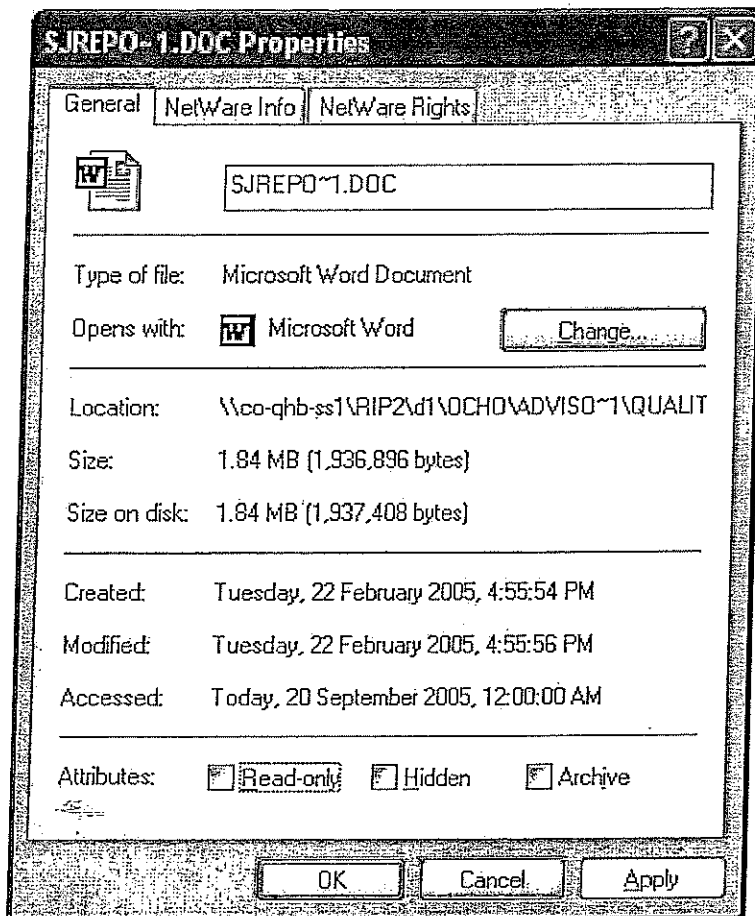 SJREPO~1.DOC Properties
General NetWare Info NetWare Rights
SJREPO~1.DOC
Type of file: Microsoft Word Document
Opens with: Microsoft Word Change...
Location: \\co-qhb-ss1\RIP2\d1\OCHO\ADVISO~1\QUALIT
Size: 1.84 MB (1,936,896 bytes)
Size on disk: 1.84 MB (1,937,408 bytes)
Created: Tuesday, 22 February 2005, 4:55:54 PM
Modified: Tuesday, 22 February 2005, 4:55:56 PM
Accessed: Today, 20 September 2005, 12:00:00 AM
Attributes: Read-only Hidden Archive
OK Cancel Apply